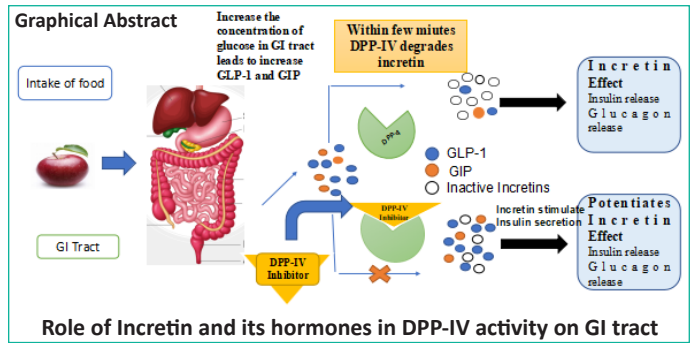 Graphical Abstract
Intake of food
GI Tract
Increase the
concentration of
glucose in GI tract
leads to increase
GLP-1 and GIP
Within few miutes
DPP-IV degrades
incretin
DPP-4
GLP-1
GIP
Inactive Incretins
DPP-IV
Inhibitor
DPP-IV
Inhibitor
Incretin stimulate
Insulin secretion
Incretin
Effect
Insulin release
Glucagon
release
Potentiates
Incretin
Effect
Insulin release
Glucagon
release
Role of Incretin and its hormones in DPP-IV activity on GI tract